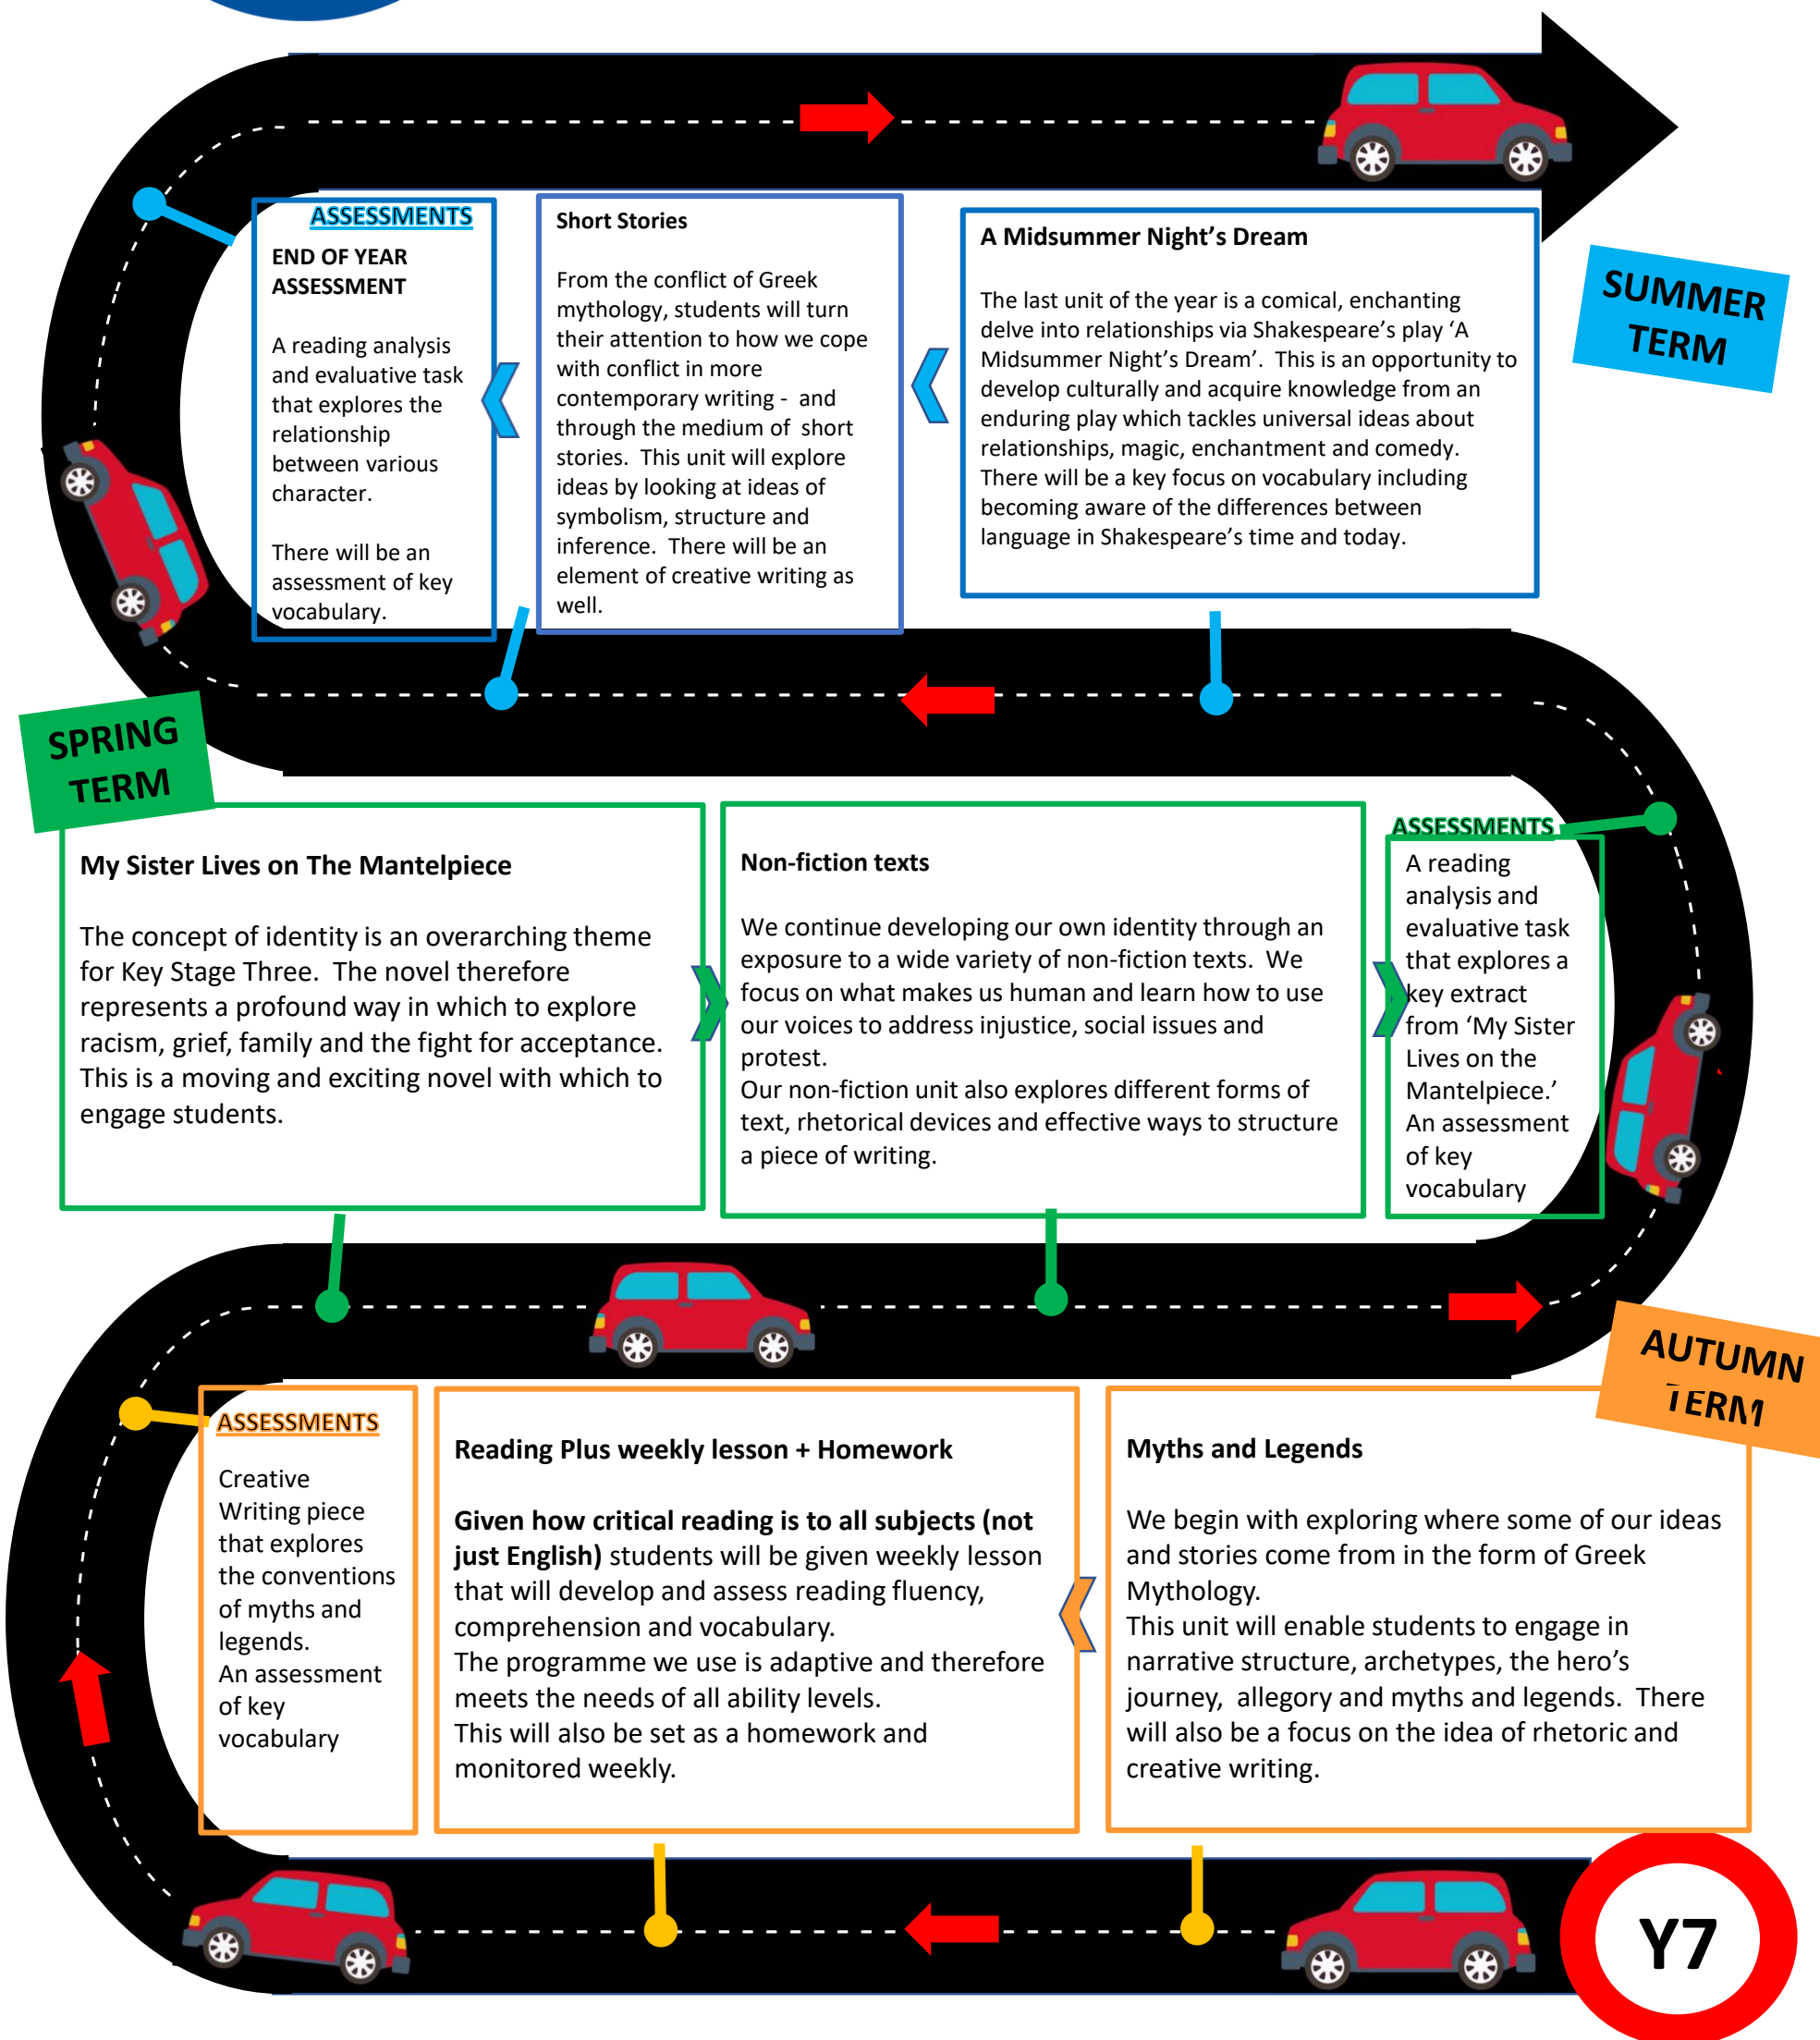 ASSESSMENTS
END OF YEAR
ASSESSMENT
A reading analysis
and evaluative task
that explores the
relationship
between various
character.
There will be an
assessment of key
vocabulary.
Short Stories
From the conflict of Greek
mythology, students will turn
their attention to how we cope
with conflict in more
contemporary writing - and
through the medium of short
stories. This unit will explore
ideas by looking at ideas of
symbolism, structure and
inference. There will be an
element of creative writing as
well.
A Midsummer Night's Dream
The last unit of the year is a comical, enchanting
delve into relationships via Shakespeare's play 'A
Midsummer Night's Dream'. This is an opportunity to
develop culturally and acquire knowledge from an
enduring play which tackles universal ideas about
relationships, magic, enchantment and comedy.
There will be a key focus on vocabulary including
becoming aware of the differences between
language in Shakespeare's time and today.
SUMMER
TERM
SPRING
TERM
My Sister Lives on The Mantelpiece
The concept of identity is an overarching theme
for Key Stage Three. The novel therefore
represents a profound way in which to explore
racism, grief, family and the fight for acceptance.
This is a moving and exciting novel with which to
engage students.
Non-fiction texts
We continue developing our own identity through an
exposure to a wide variety of non-fiction texts. We
focus on what makes us human and learn how to use
our voices to address injustice, social issues and
protest.
Our non-fiction unit also explores different forms of
text, rhetorical devices and effective ways to structure
a piece of writing.
ASSESSMENTS
A reading
analysis and
evaluative task
that explores a
key extract
from 'My Sister
Lives on the
Mantelpiece.'
An assessment
of key
vocabulary
AUTUMN
TERM
ASSESSMENTS
Creative
Writing piece
that explores
the conventions
of myths and
legends.
An assessment
of key
vocabulary
Reading Plus weekly lesson + Homework
Given how critical reading is to all subjects (not
just English) students will be given weekly lesson
that will develop and assess reading fluency,
comprehension and vocabulary.
The programme we use is adaptive and therefore
meets the needs of all ability levels.
This will also be set as a homework and
monitored weekly.
Myths and Legends
We begin with exploring where some of our ideas
and stories come from in the form of Greek
Mythology.
This unit will enable students to engage in
narrative structure, archetypes, the hero's
journey, allegory and myths and legends. There
will also be a focus on the idea of rhetoric and
creative writing.
Y7